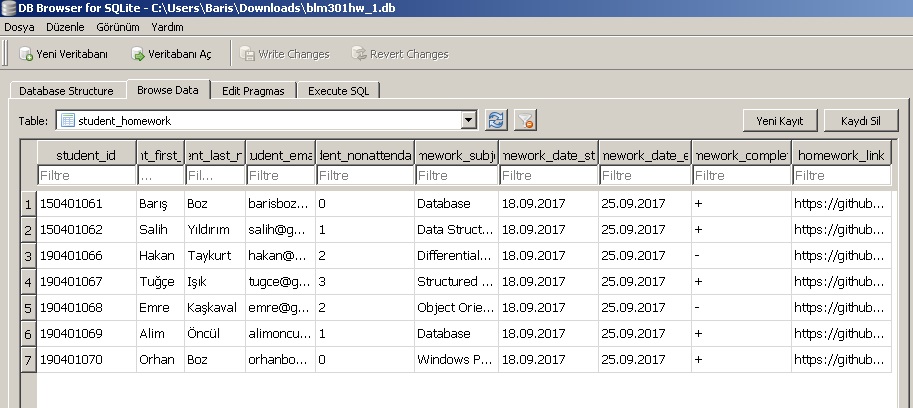 DB Browser for SQLite - C:\Users\Baris\Downloads\blm301hw_1.db
Dosya Düzenle Görünüm Yardım
Yeni Veritabanı Veritabanı Aç Write Changes Revert Changes
Database Structure Browse Data Edit Pragmas Execute SQL
Table: student_homework Yeni Kayıt Kaydı Sil
student_id nt_first_ ent_last_r udent_ema dent_nonattenda mework_subj mework_date_st mework_date_e mework_complet homework_link
Filtre ... Fil... Filtre Filtre Filtre Filtre Filtre Filtre Filtre
1 150401061 Barış Boz barisboz... 0 Database 18.09.2017 25.09.2017 + https://github...
2 150401062 Salih Yıldırım salih@g... 1 Data Struct... 18.09.2017 25.09.2017 + https://github...
3 190401066 Hakan Taykurt hakan@... 2 Differential... 18.09.2017 25.09.2017 - https://github...
4 190401067 Tuğçe Işık tugce@g... 3 Structured ... 18.09.2017 25.09.2017 + https://github...
5 190401068 Emre Kaşkaval emre@g... 2 Object Orie... 18.09.2017 25.09.2017 - https://github...
6 190401069 Alim Öncül alimoncu... 1 Database 18.09.2017 25.09.2017 + https://github...
7 190401070 Orhan Boz orhanbo... 0 Windows P... 18.09.2017 25.09.2017 + https://github...